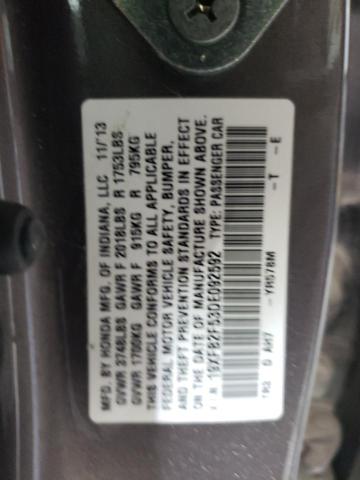 MFD. BY HONDA MFG. OF INDIANA, LLC 11/13
GVWR 3748LBS GAWR F 2018LBS R 1753LBS
GVWR 1700KG GAWR F 915KG R 795KG
THIS VEHICLE CONFORMS TO ALL APPLICABLE
FEDERAL MOTOR VEHICLE SAFETY, BUMPER,
AND THEFT PREVENTION STANDARDS IN EFFECT
ON THE DATE OF MANUFACTURE SHOWN ABOVE.
V.I.N. 19XFB2F53DE092592 TYPE: PASSENGER CAR
YR578M - T - E